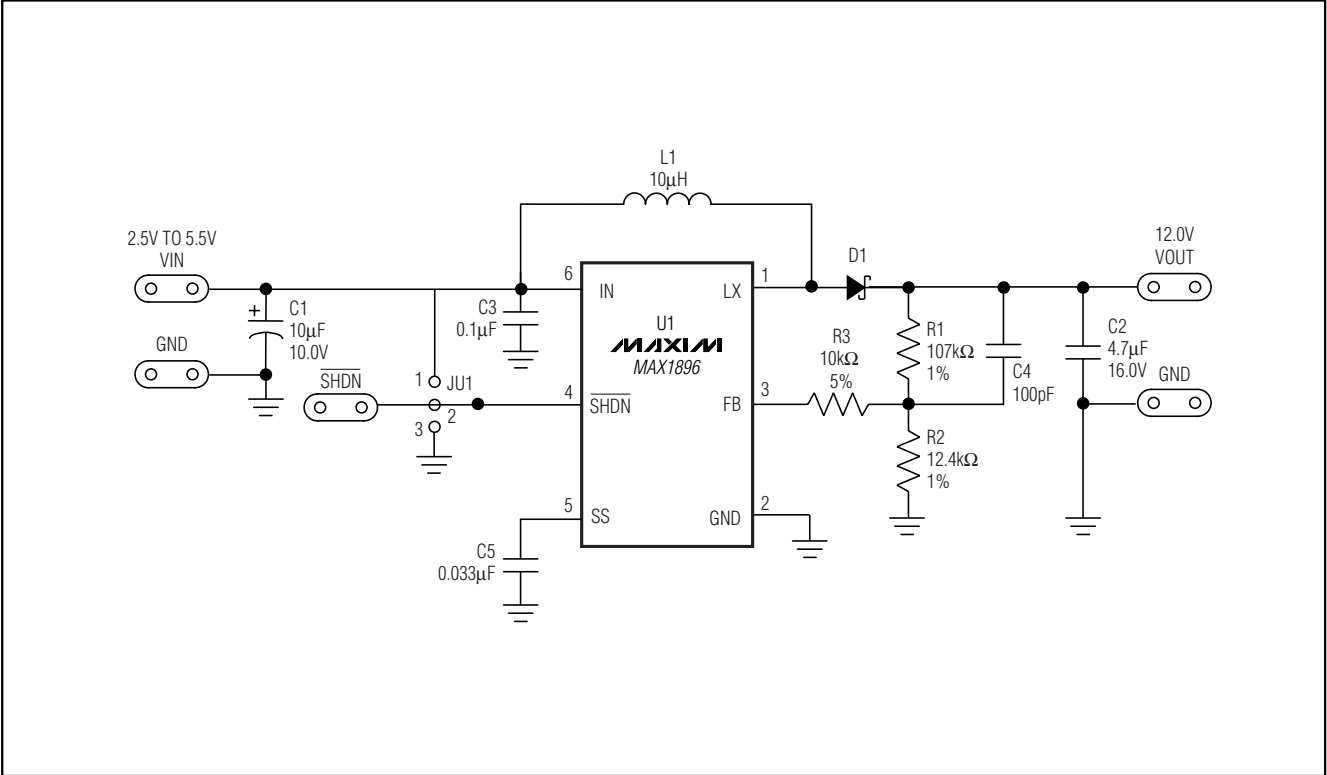 L1
10µH
2.5V TO 5.5V
VIN
12.0V
VOUT
D1
6
IN
1
LX
C1
+
10µF
10.0V
C3
0.1µF
U1
MAXIM
MAX1896
R3
10kΩ
5%
R1
107kΩ
1%
C4
100pF
C2
4.7µF
16.0V
GND
GND
SHDN
1
JU1
2
3
4
SHDN
3
FB
R2
12.4kΩ
1%
5
SS
2
GND
C5
0.033µF